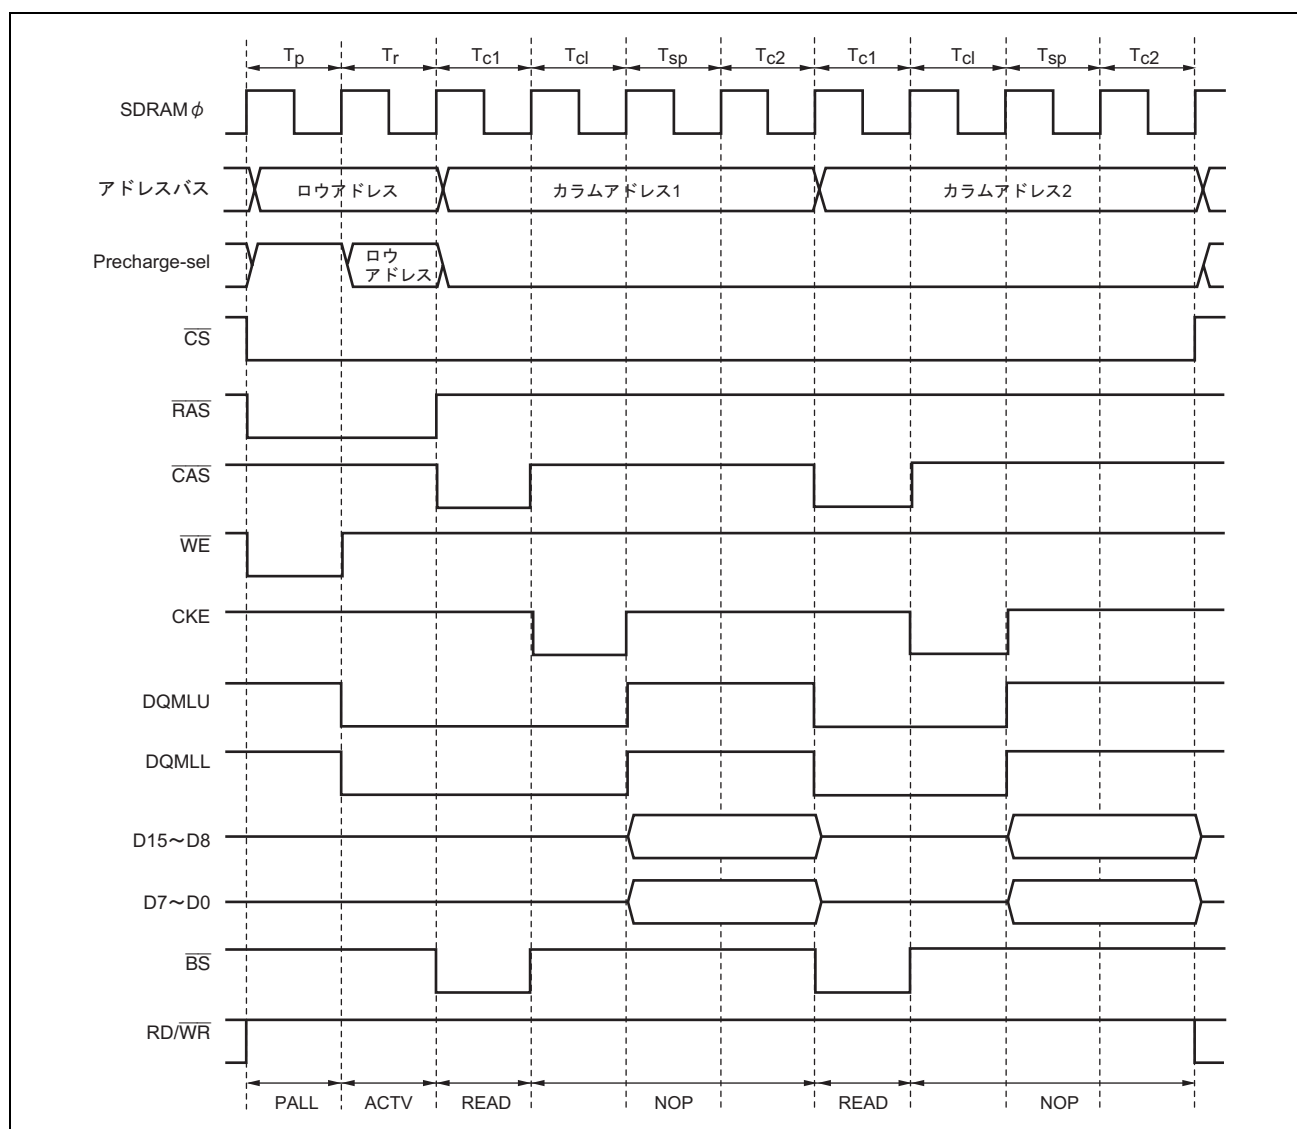 Tp Tr Tc1 Tcl Tsp Tc2 Tc1 Tcl Tsp Tc2
SDRAMφ
アドレスバス ロウアドレス カラムアドレス1 カラムアドレス2
Precharge-sel ロウ
アドレス
CS
RAS
CAS
WE
CKE
DQMLU
DQMLL
D15〜D8
D7〜D0
BS
RD/WR
PALL ACTV READ NOP READ NOP